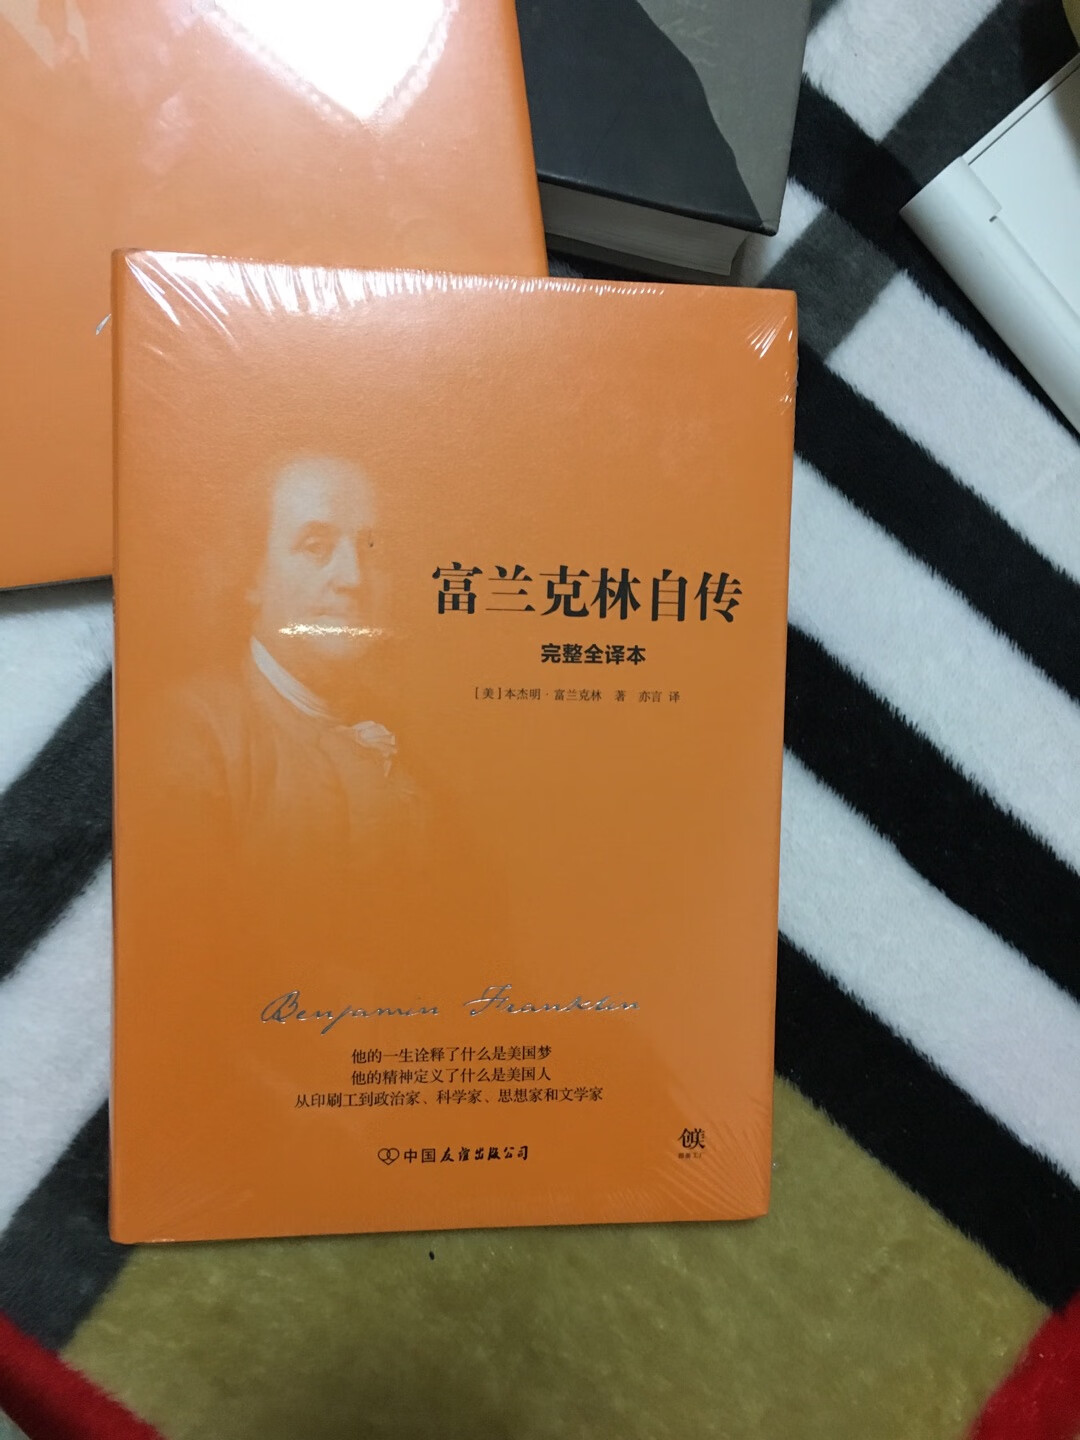 富兰克林自传
完整全译本
[美]本杰明·富兰克林 著 亦言 译
Benjamin Franklin
他的一生诠释了什么是美国梦
他的精神定义了什么是美国人
从印刷工到政治家、科学家、思想家和文学家
中国友谊出版公司
创美